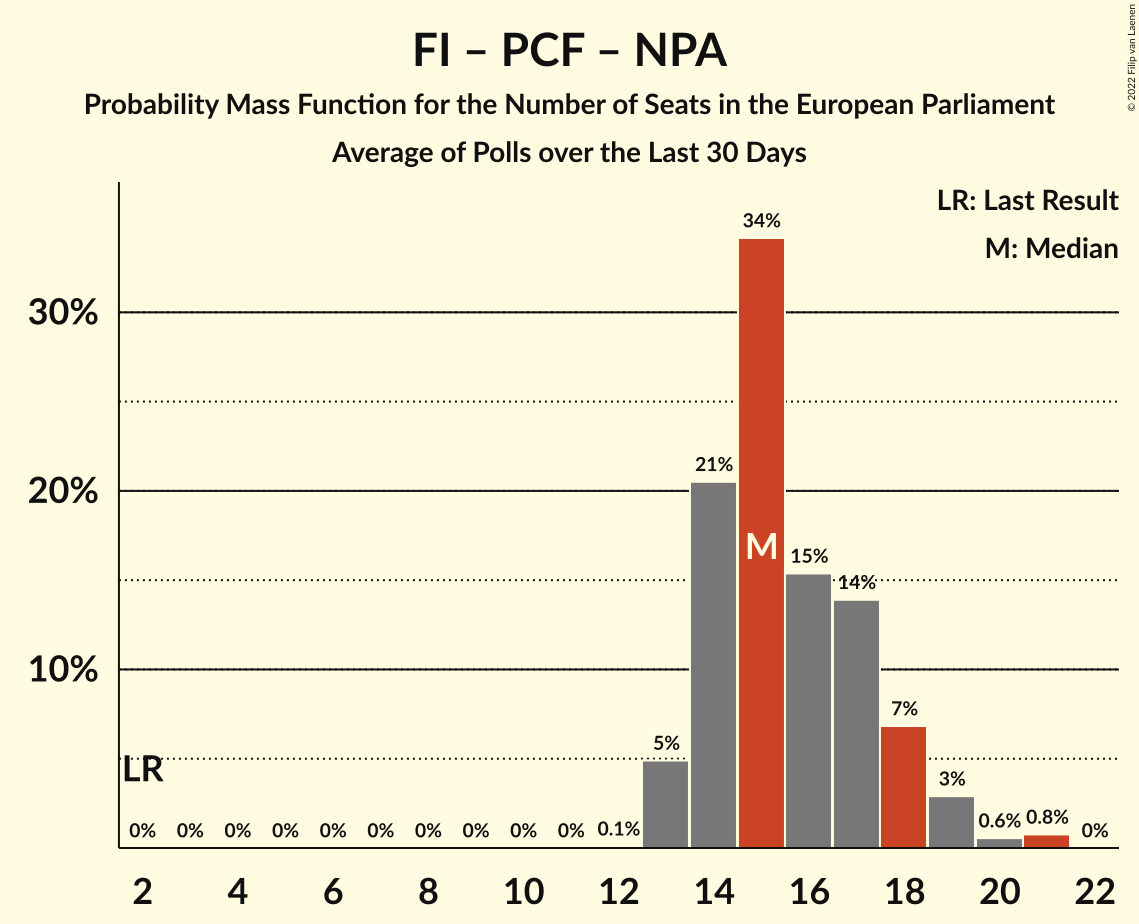 FI – PCF – NPA
Probability Mass Function for the Number of Seats in the European Parliament
Average of Polls over the Last 30 Days
© 2022 Filip van Laenen
LR: Last Result
M: Median
34%
30%
21%
20%
M
15%
14%
10%
7%
5%
LR
3%
0% 0% 0% 0% 0% 0% 0% 0% 0% 0% 0.1% 0.6% 0.8% 0%
2 4 6 8 10 12 14 16 18 20 22